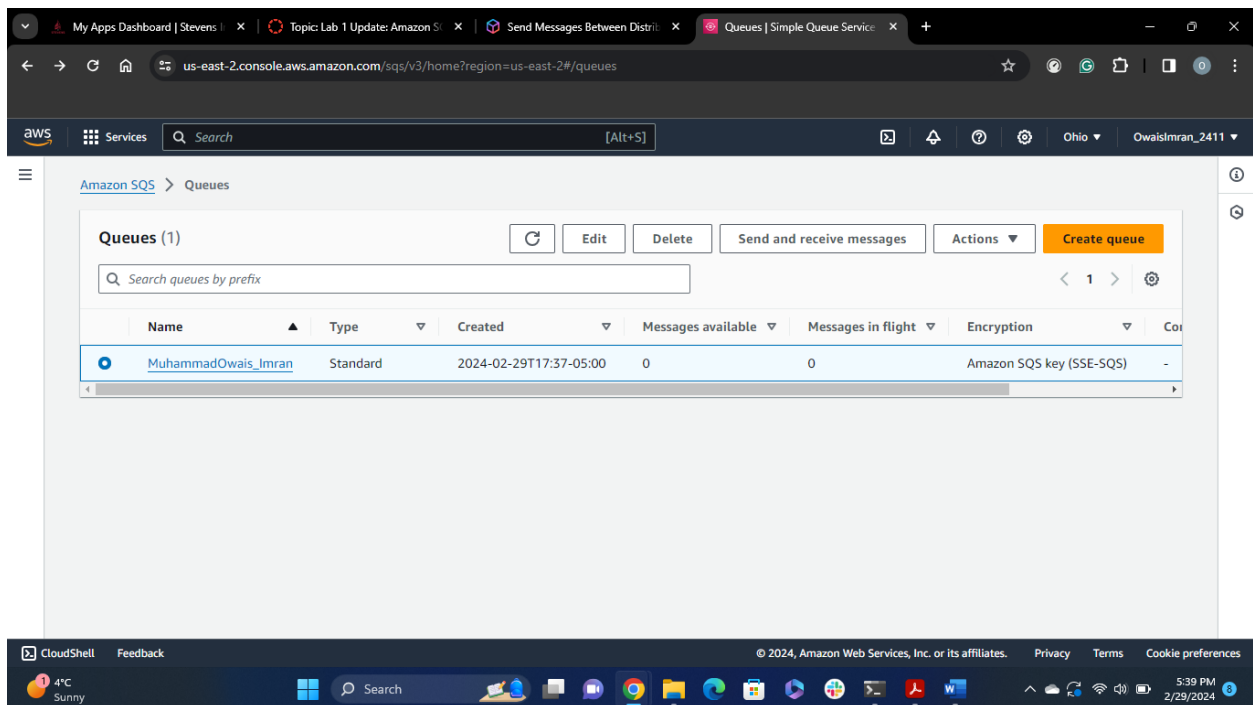 My Apps Dashboard | Stevens I
Topic: Lab 1 Update: Amazon S
Send Messages Between Distrib
Queues | Simple Queue Service
us-east-2.console.aws.amazon.com/sqs/v3/home?region=us-east-2#/queues
O
aws
Services
Search
[Alt+S]
Ohio
OwaisImran_2411
Amazon SQS > Queues
Queues (1)
Edit
Delete
Send and receive messages
Actions
Create queue
Search queues by prefix
1
Name Type Created Messages available Messages in flight Encryption Co
MuhammadOwais_Imran Standard 2024-02-29T17:37-05:00 0 0 Amazon SQS key (SSE-SQS) -
CloudShell Feedback © 2024, Amazon Web Services, Inc. or its affiliates. Privacy Terms Cookie preferences
1
4°C
Sunny
Search
5:39 PM
2/29/2024
8